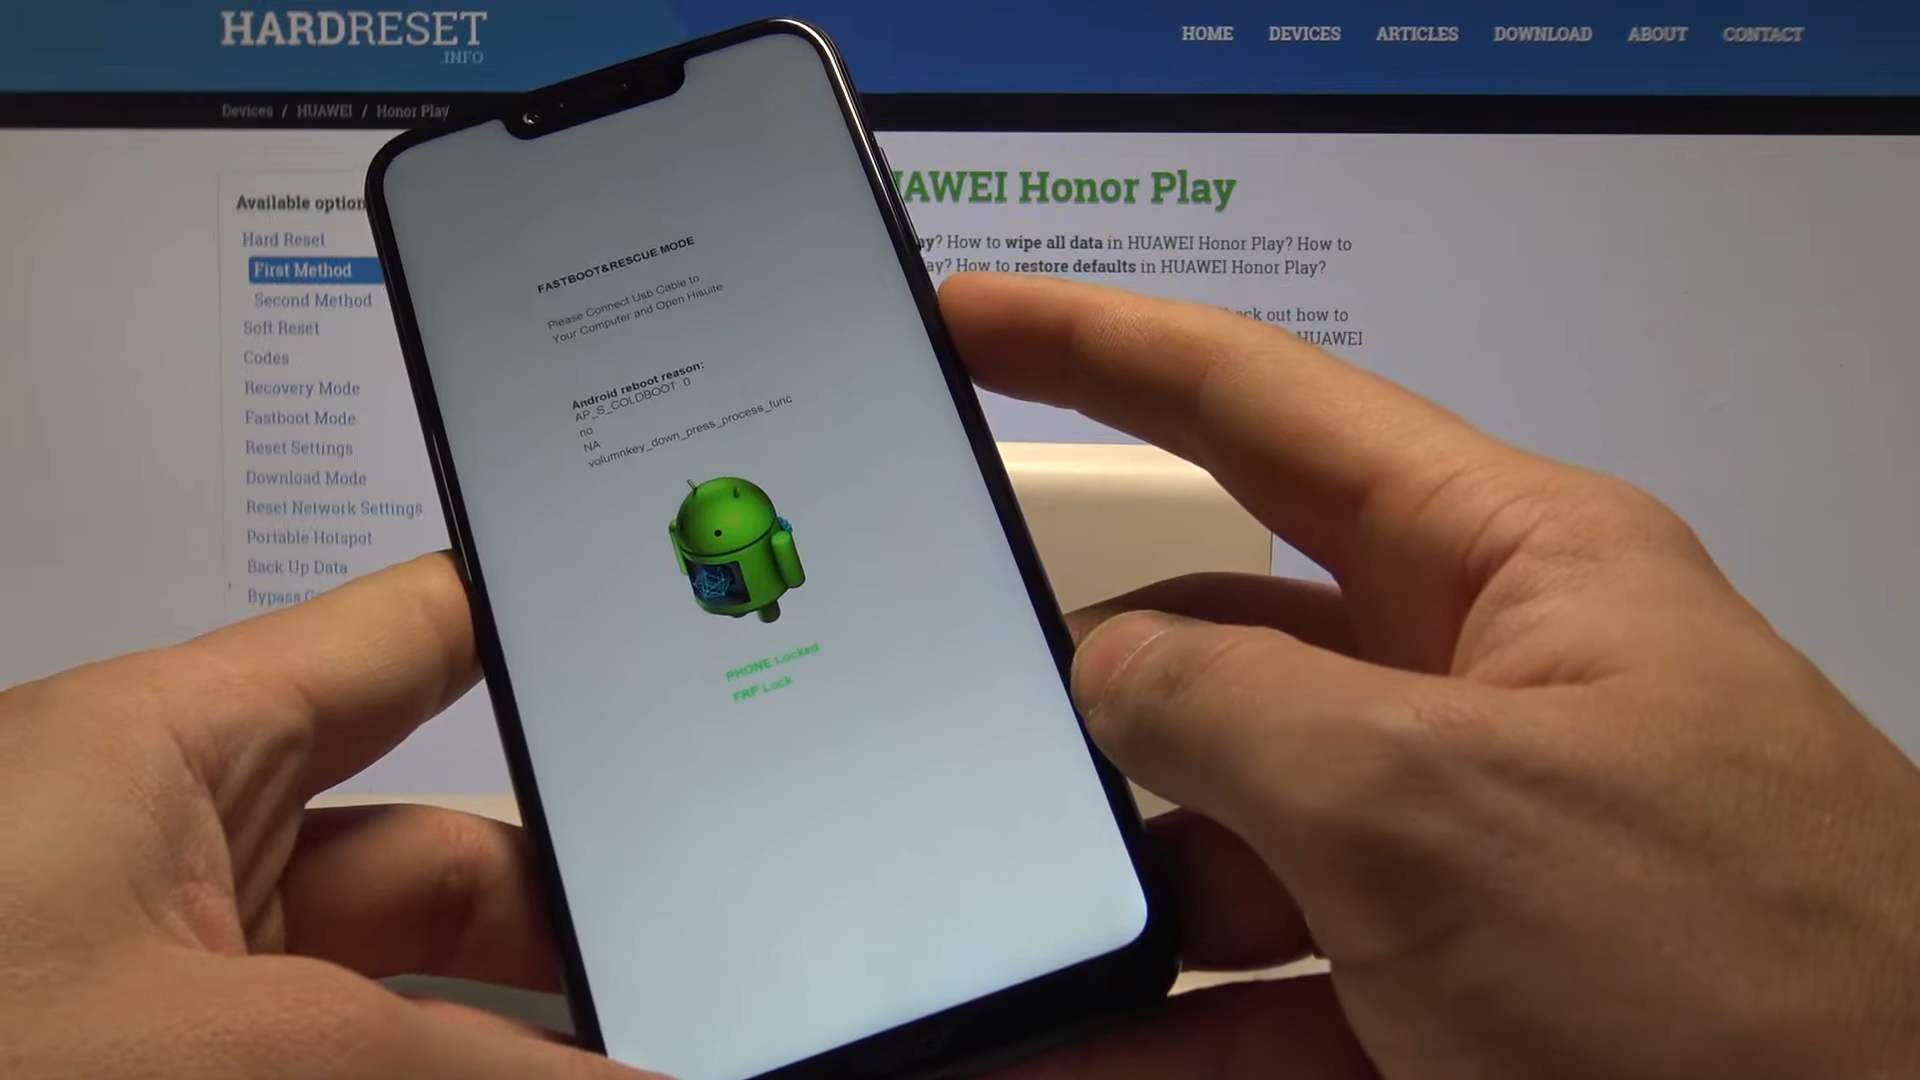 HARDRESET
.INFO
HOME DEVICES ARTICLES DOWNLOAD ABOUT CONTACT
Devices / HUAWEI / Honor Play
Available option
Hard Reset
First Method
Second Method
Soft Reset
Codes
Recovery Mode
Fastboot Mode
Reset Settings
Download Mode
Reset Network Settings
Portable Hotspot
Back Up Data
Bypass
AWEI Honor Play
y? How to wipe all data in HUAWEI Honor Play? How to
ay? How to restore defaults in HUAWEI Honor Play?
ck out how to
HUAWEI
FASTBOOT&RESCUE MODE
Please Connect Usb Cable to
Your Computer and Open Hisuite
Android reboot reason:
AP_S_COLDBOOT 0
no
NA
volumnkey_down_press_process_func
PHONE Locked
FRP Lock